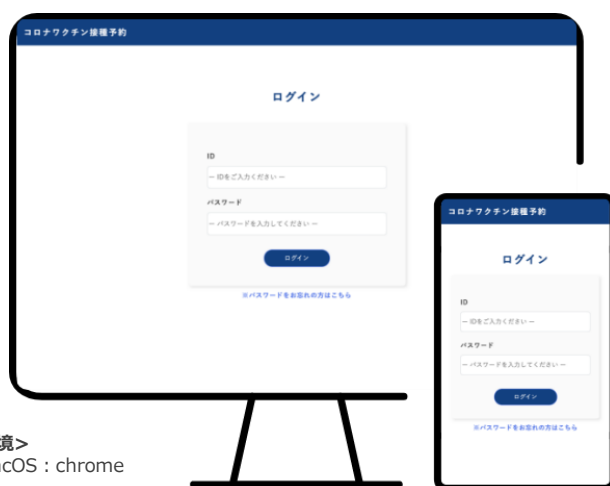 コロナワクチン接種予約
ログイン
ID
ー IDをご入力ください ー
パスワード
ー パスワードを入力してください ー
ログイン
※パスワードをお忘れの方はこちら
コロナワクチン接種予約
ログイン
ID
ー IDをご入力ください ー
パスワード
ー パスワードを入力してください ー
ログイン
※パスワードをお忘れの方はこちら
境>
acOS：chrome